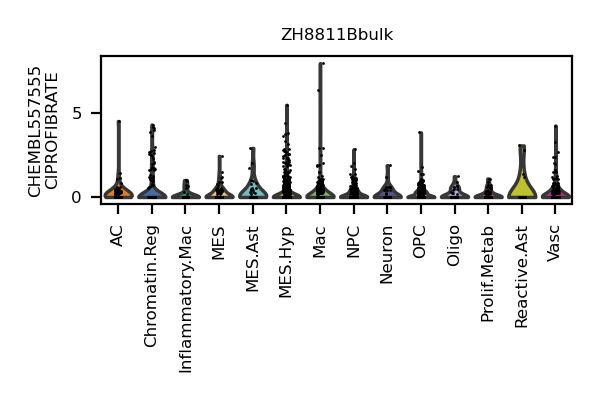 ZH8811Bbulk
CHEMBL557555
CIPROFIBRATE
5
0
AC
Chromatin.Reg
Inflammatory.Mac
MES
MES.Ast
MES.Hyp
Mac
NPC
Neuron
OPC
Oligo
Prolif.Metab
Reactive.Ast
Vasc